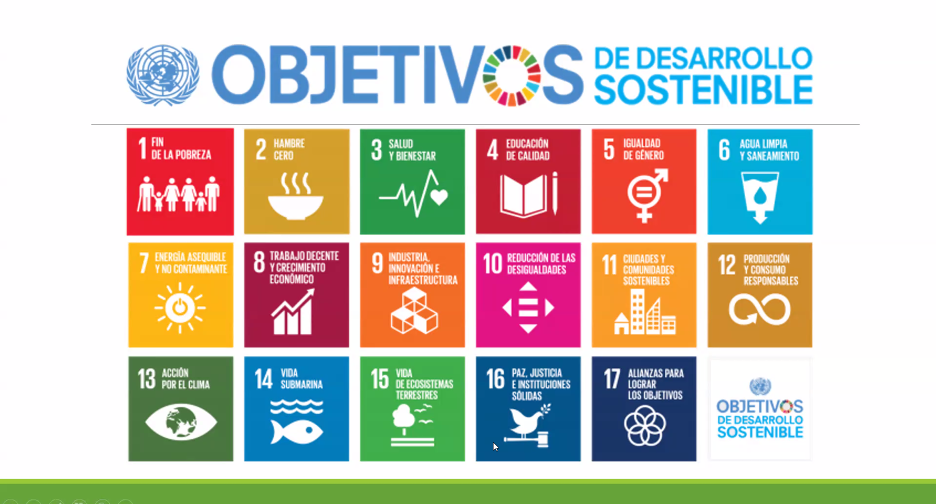 OBJETIVOS
DE DESARROLLO
SOSTENIBLE
1 FIN
DE LA POBREZA
2 HAMBRE
CERO
3 SALUD
Y BIENESTAR
4 EDUCACIÓN
DE CALIDAD
5 IGUALDAD
DE GÉNERO
6 AGUA LIMPIA
Y SANEAMIENTO
7 ENERGÍA ASEQUIBLE
Y NO CONTAMINANTE
8 TRABAJO DECENTE
Y CRECIMIENTO
ECONÓMICO
9 INDUSTRIA,
INNOVACIÓN E
INFRAESTRUCTURA
10 REDUCCIÓN DE LAS
DESIGUALDADES
11 CIUDADES Y
COMUNIDADES
SOSTENIBLES
12 PRODUCCIÓN
Y CONSUMO
RESPONSABLES
13 ACCIÓN
POR EL CLIMA
14 VIDA
SUBMARINA
15 VIDA
DE ECOSISTEMAS
TERRESTRES
16 PAZ, JUSTICIA
E INSTITUCIONES
SÓLIDAS
17 ALIANZAS PARA
LOGRAR
LOS OBJETIVOS
OBJETIVOS
DE DESARROLLO
SOSTENIBLE